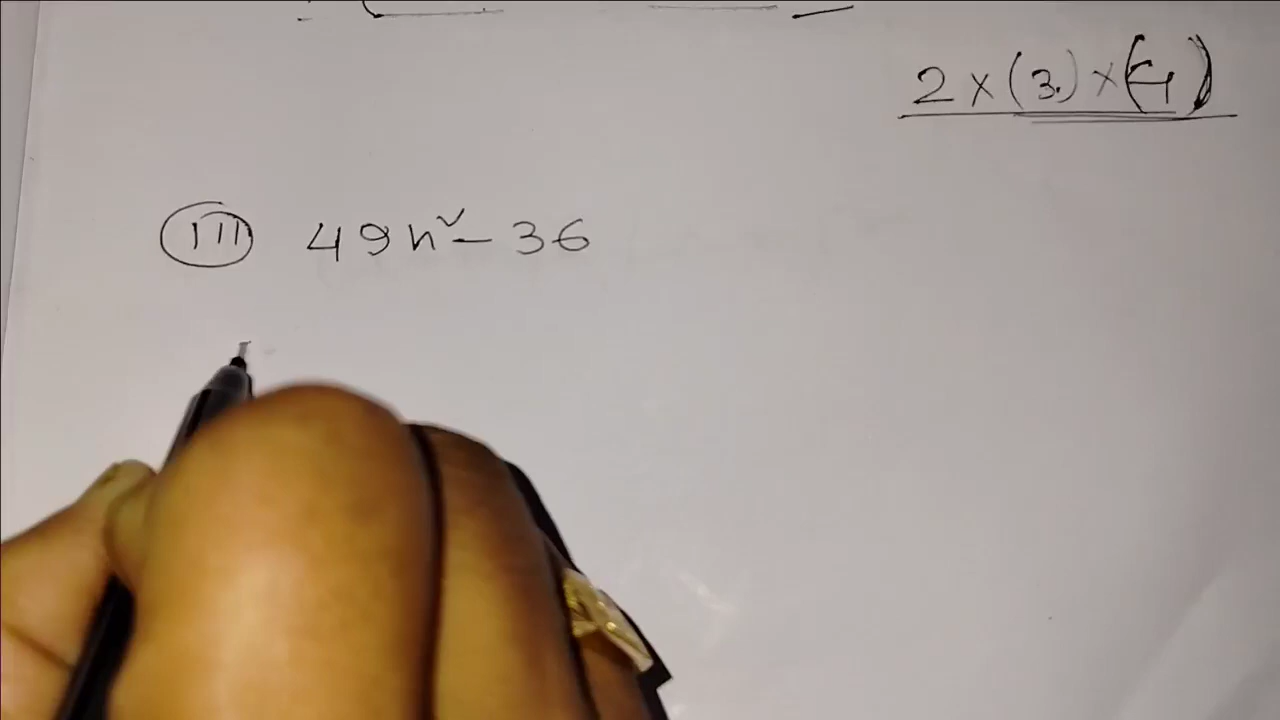 2 × (3) × (-4)
(III) 49n² - 36